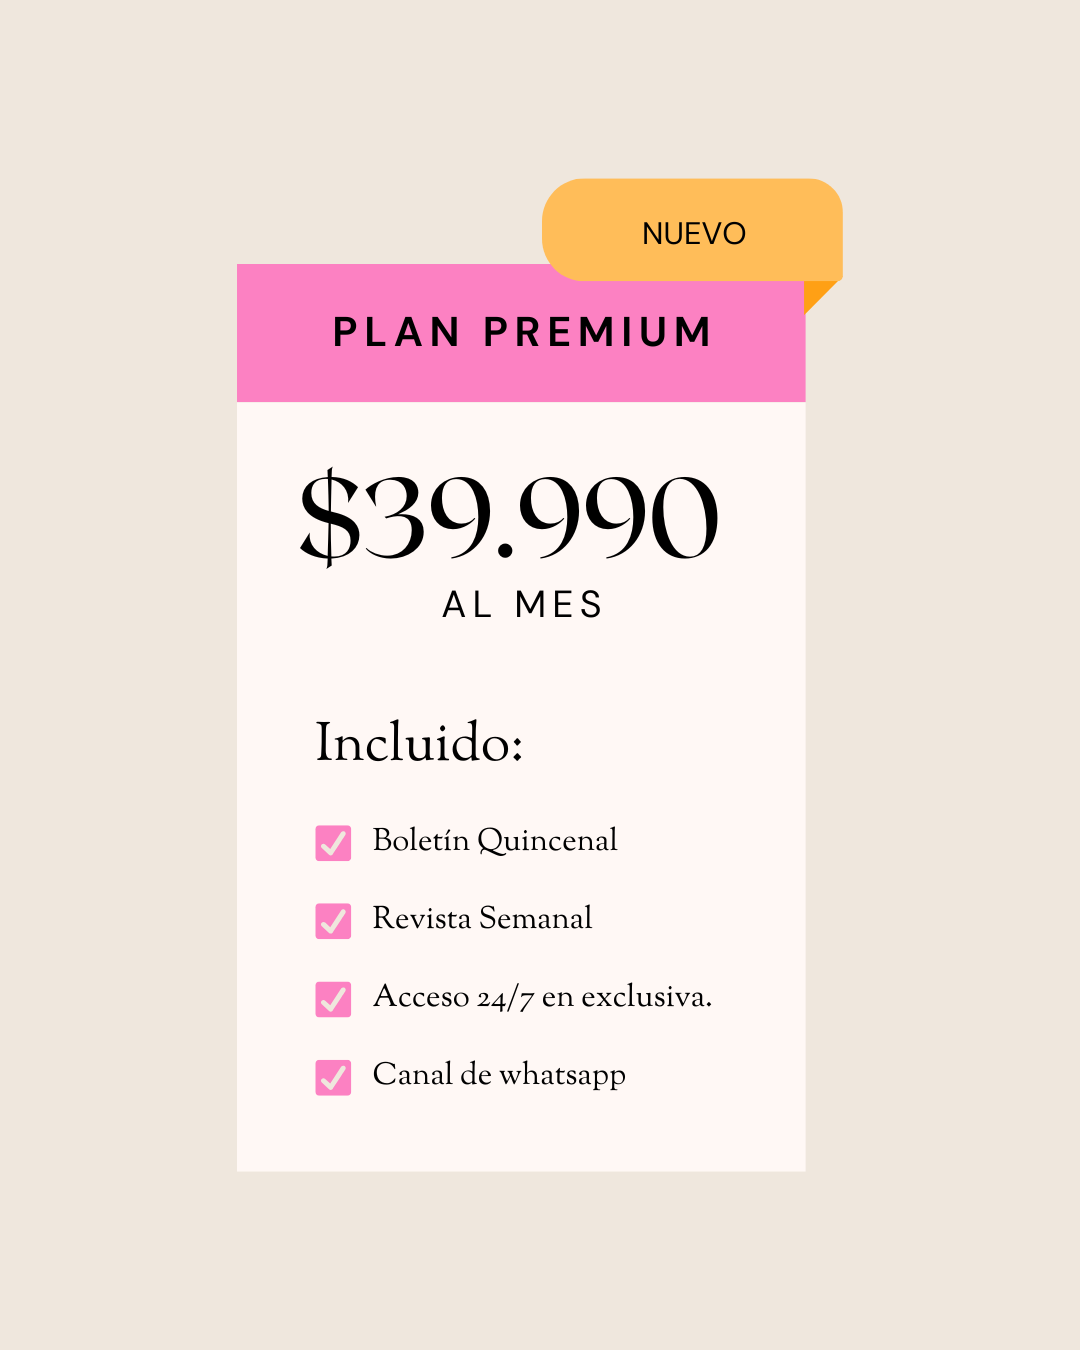 NUEVO
PLAN PREMIUM
$39.990
AL MES
Incluido:
Boletín Quincenal
Revista Semanal
Acceso 24/7 en exclusiva.
Canal de whatsapp